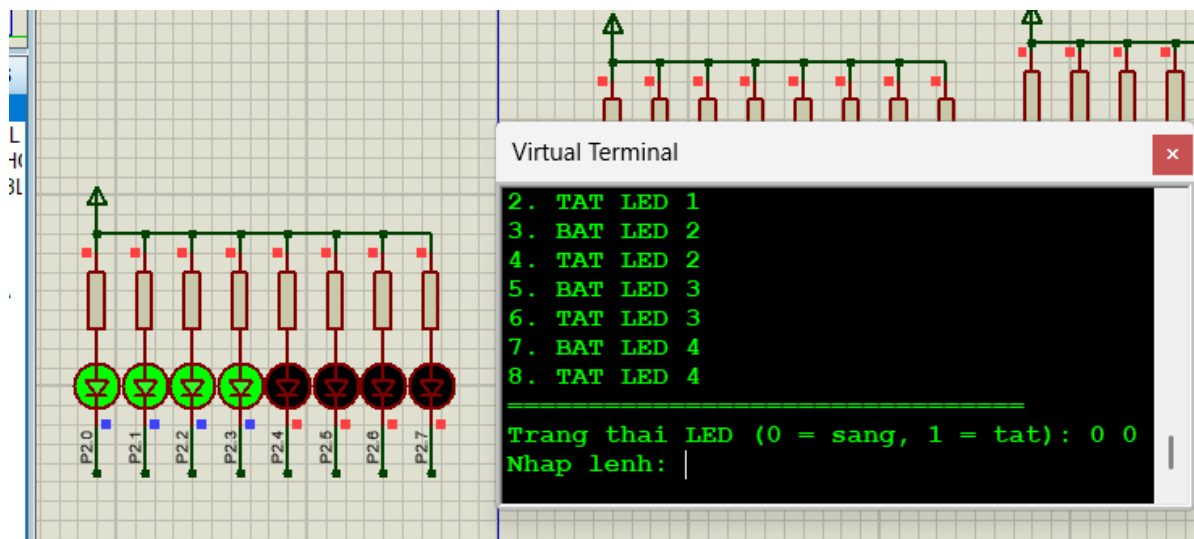 L
Virtual Terminal
2. TAT LED 1
3. BAT LED 2
4. TAT LED 2
5. BAT LED 3
6. TAT LED 3
7. BAT LED 4
8. TAT LED 4
================================
Trang thai LED (0 = sang, 1 = tat): 0 0
Nhap lenh:
P2.0
P2.1
P2.2
P2.3
P2.4
P2.5
P2.6
P2.7